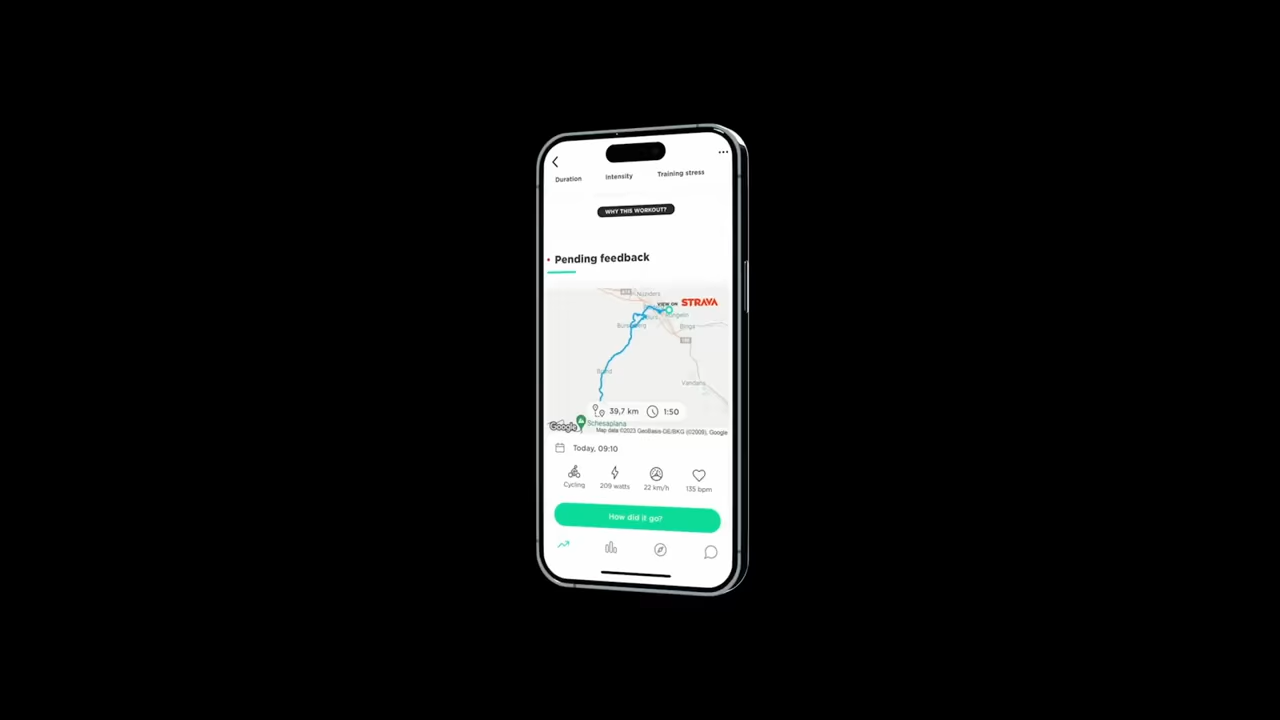 Duration Intensity Training stress
WHY THIS WORKOUT?
Pending feedback
VIEW ON STRAVA
Vandans
39,7 km 1:50
Schesaplana
Google
Map data ©2023 GeoBasis-DE/BKG (©2009), Google
Today, 09:10
Cycling 209 watts 22 km/h 135 bpm
How did it go?